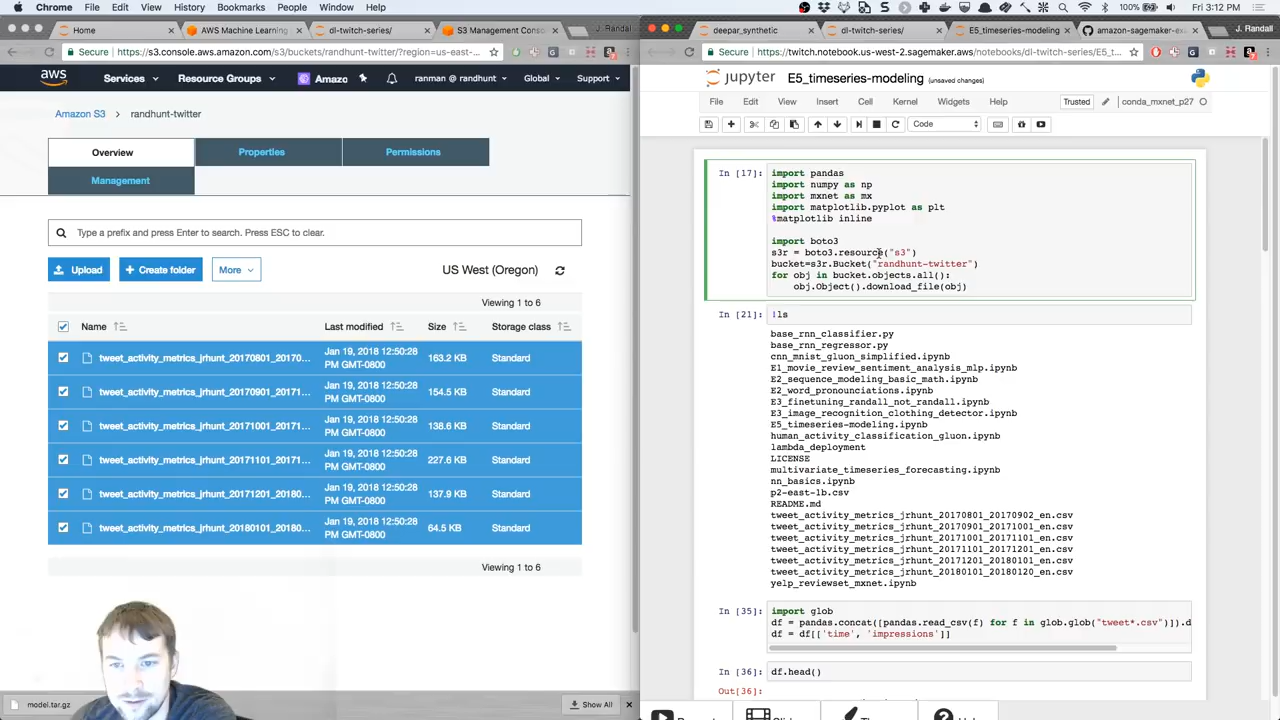 Chrome File Edit View History Bookmarks People Window Help
100% Fri 3:12 PM
Home
AWS Machine Learning
dl-twitch-series/
S3 Management Conso
J. Randall
Secure https://s3.console.aws.amazon.com/s3/buckets/randhunt-twitter/?region=us-east-
aws Services Resource Groups Amazo ranman @ randhunt Global Support
Amazon S3 > randhunt-twitter
Overview
Properties
Permissions
Management
Type a prefix and press Enter to search. Press ESC to clear.
Upload
Create folder
More
US West (Oregon)
Viewing 1 to 6
Name Last modified Size Storage class
tweet_activity_metrics_jrhunt_20170801_20170... Jan 19, 2018 12:50:28 PM GMT-0800 163.2 KB Standard
tweet_activity_metrics_jrhunt_20170901_20171... Jan 19, 2018 12:50:28 PM GMT-0800 154.5 KB Standard
tweet_activity_metrics_jrhunt_20171001_20171... Jan 19, 2018 12:50:28 PM GMT-0800 138.6 KB Standard
tweet_activity_metrics_jrhunt_20171101_20171... Jan 19, 2018 12:50:28 PM GMT-0800 227.6 KB Standard
tweet_activity_metrics_jrhunt_20171201_20180... Jan 19, 2018 12:50:28 PM GMT-0800 137.9 KB Standard
tweet_activity_metrics_jrhunt_20180101_20180... Jan 19, 2018 12:50:28 PM GMT-0800 64.5 KB Standard
Viewing 1 to 6
model.tar.gz
Show All
deepar_synthetic
dl-twitch-series/
E5_timeseries-modeling
amazon-sagemaker-exa
J. Randall
Secure https://twitch.notebook.us-west-2.sagemaker.aws/notebooks/dl-twitch-series/E5_t
jupyter E5_timeseries-modeling (unsaved changes)
File Edit View Insert Cell Kernel Widgets Help
Trusted
conda_mxnet_p27
Code
In [17]:
import pandas
import numpy as np
import mxnet as mx
import matplotlib.pyplot as plt
%matplotlib inline
import boto3
s3r = boto3.resource("s3")
bucket=s3r.Bucket("randhunt-twitter")
for obj in bucket.objects.all():
obj.Object().download_file(obj)
In [21]: !ls
base_rnn_classifier.py
base_rnn_regressor.py
cnn_mnist_gluon_simplified.ipynb
E1_movie_review_sentiment_analysis_mlp.ipynb
E2_sequence_modeling_basic_math.ipynb
E2_word_pronounciations.ipynb
E3_finetuning_randall_not_randall.ipynb
E3_image_recognition_clothing_detector.ipynb
E5_timeseries-modeling.ipynb
human_activity_classification_gluon.ipynb
lambda_deployment
LICENSE
multivariate_timeseries_forecasting.ipynb
nn_basics.ipynb
p2-east-1b.csv
README.md
tweet_activity_metrics_jrhunt_20170801_20170902_en.csv
tweet_activity_metrics_jrhunt_20170901_20171001_en.csv
tweet_activity_metrics_jrhunt_20171001_20171101_en.csv
tweet_activity_metrics_jrhunt_20171101_20171201_en.csv
tweet_activity_metrics_jrhunt_20171201_20180101_en.csv
tweet_activity_metrics_jrhunt_20180101_20180120_en.csv
yelp_reviewset_mxnet.ipynb
In [35]: import glob
df = pandas.concat([pandas.read_csv(f) for f in glob.glob("tweet*.csv")]).d
df = df[['time', 'impressions']]
In [36]: df.head()
Out[36]: